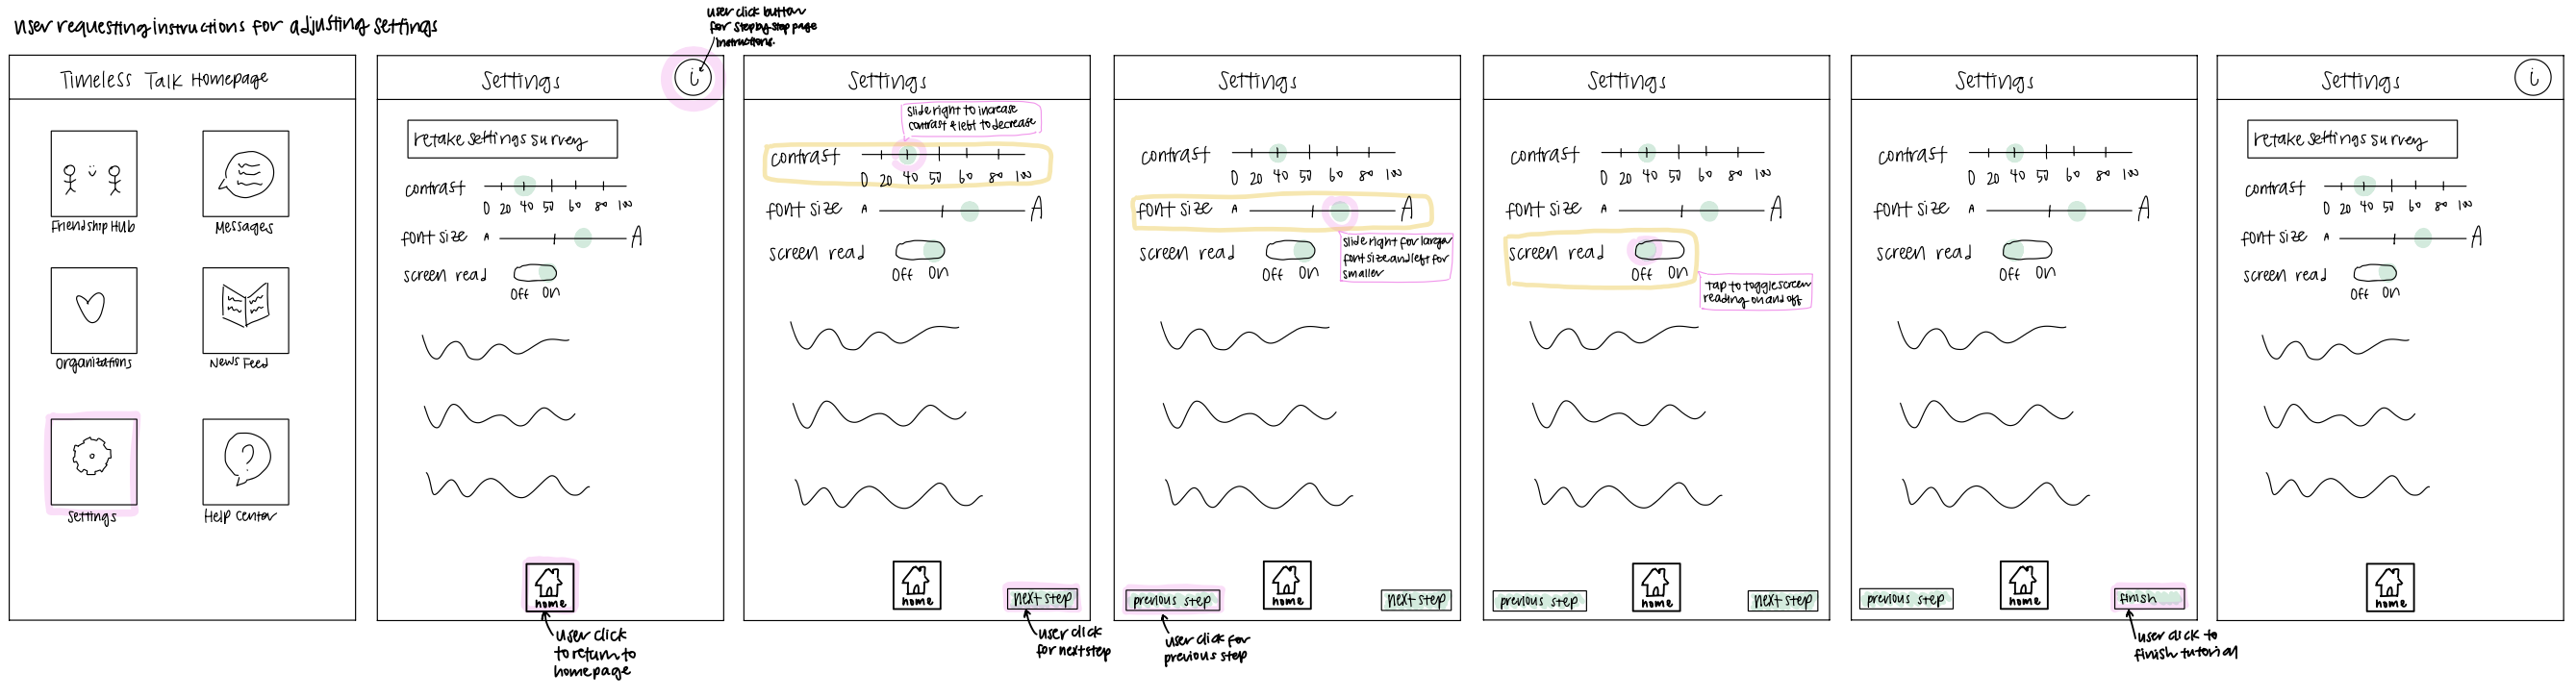 user requesting instructions for adjusting settings
user click button
for step by step page
instructions.
Timeless Talk Homepage
Friendship Hub
Messages
Organizations
News Feed
Settings
?
Help Center
Settings
i
retake settings survey
contrast
0 20 40 50 60 80 100
font size A A
screen read
Off On
home
user click
to return to
homepage
Settings
slide right to increase
contrast & left to decrease
contrast
0 20 40 50 60 80 100
font size A A
screen read
Off On
home
next step
user click
for next step
Settings
contrast
0 20 40 50 60 80 100
font size A A
slide right for larger
font size and left for
smaller
screen read
Off On
previous step
home
next step
user click for
previous step
Settings
contrast
0 20 40 50 60 80 100
font size A A
screen read
Off On
tap to toggle screen
reading on and off
previous step
home
next step
Settings
contrast
0 20 40 50 60 80 100
font size A A
screen read
Off On
previous step
home
finish
user click to
finish tutorial
Settings
i
retake settings survey
contrast
0 20 40 50 60 80 100
font size A A
screen read
Off On
home